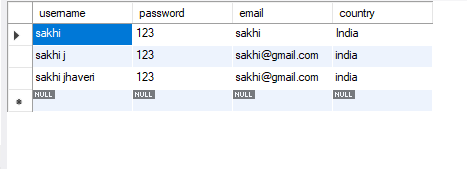 username password email country
sakhi 123 sakhi India
sakhi j 123 sakhi@gmail.com india
sakhi jhaveri 123 sakhi@gmail.com india
NULL NULL NULL NULL